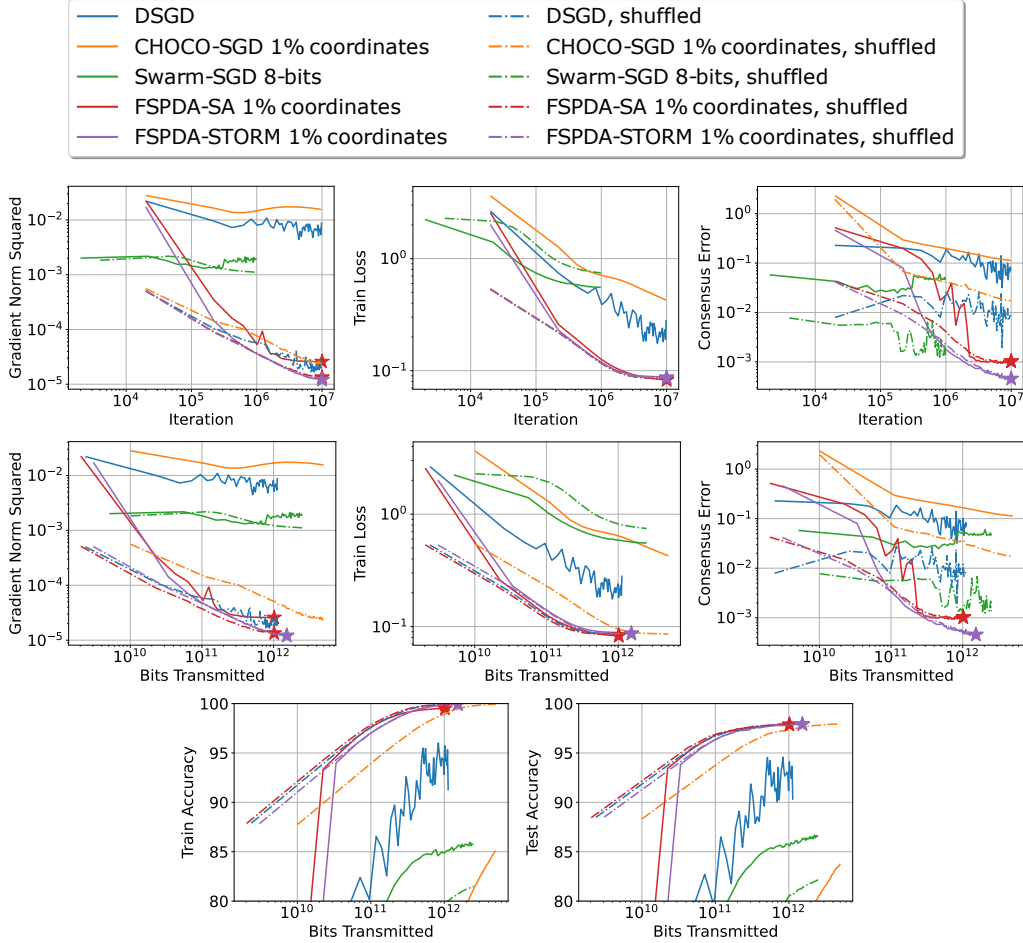 DSGD
CHOCO-SGD 1% coordinates
Swarm-SGD 8-bits
FSPDA-SA 1% coordinates
FSPDA-STORM 1% coordinates
DSGD, shuffled
CHOCO-SGD 1% coordinates, shuffled
Swarm-SGD 8-bits, shuffled
FSPDA-SA 1% coordinates, shuffled
FSPDA-STORM 1% coordinates, shuffled
Gradient Norm Squared
10^-2
10^-3
10^-4
10^-5
10^4 10^5 10^6 10^7
Iteration
Train Loss
10^0
10^-1
10^4 10^5 10^6 10^7
Iteration
Consensus Error
10^0
10^-1
10^-2
10^-3
10^4 10^5 10^6 10^7
Iteration
Gradient Norm Squared
10^-2
10^-3
10^-4
10^-5
10^10 10^11 10^12
Bits Transmitted
Train Loss
10^0
10^-1
10^10 10^11 10^12
Bits Transmitted
Consensus Error
10^0
10^-1
10^-2
10^-3
10^10 10^11 10^12
Bits Transmitted
Train Accuracy
100
95
90
85
80
10^10 10^11 10^12
Bits Transmitted
Test Accuracy
100
95
90
85
80
10^10 10^11 10^12
Bits Transmitted